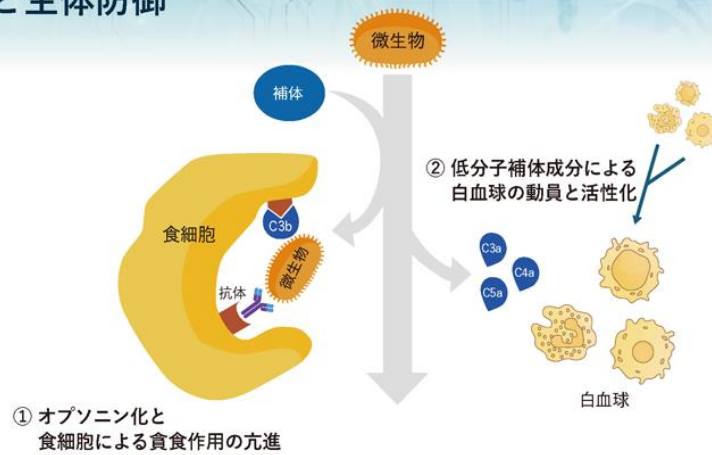 と生体防御
微生物
補体
② 低分子補体成分による
白血球の動員と活性化
C3b
食細胞
微生物
抗体
C3a
C4a
C5a
白血球
① オプソニン化と
食細胞による貪食作用の亢進